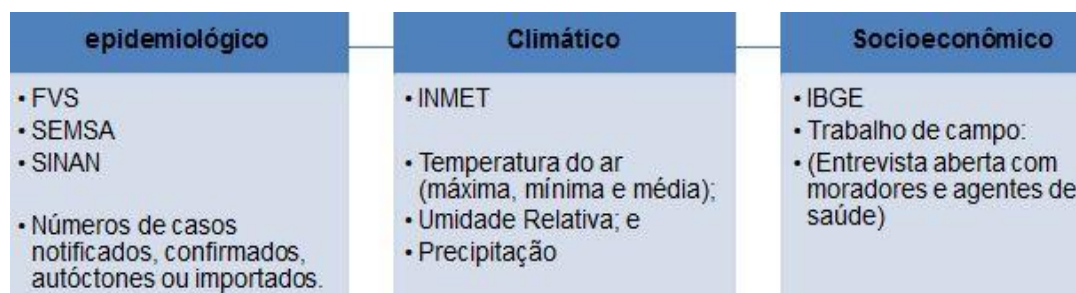 epidemiológico
• FVS
• SEMSA
• SINAN
• Números de casos
notificados, confirmados,
autóctones ou importados.
Climático
• INMET
• Temperatura do ar
(máxima, mínima e média);
• Umidade Relativa; e
• Precipitação
Socioeconômico
• IBGE
• Trabalho de campo:
• (Entrevista aberta com
moradores e agentes de
saúde)